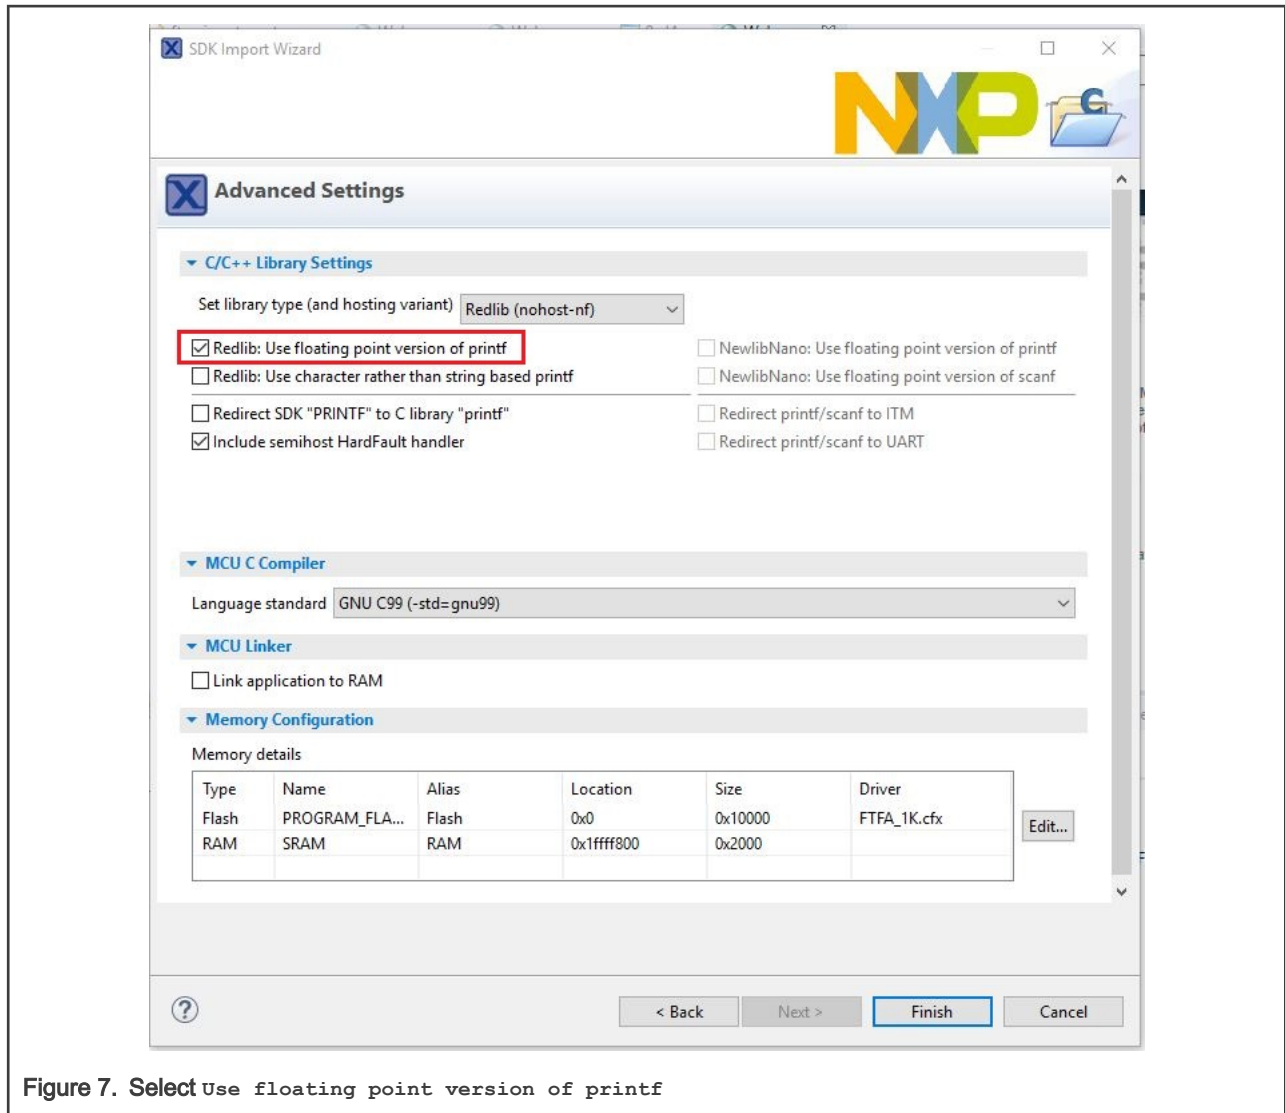 SDK Import Wizard
NXP
Advanced Settings
C/C++ Library Settings
Set library type (and hosting variant) Redlib (nohost-nf)
Redlib: Use floating point version of printf NewlibNano: Use floating point version of printf
Redlib: Use character rather than string based printf NewlibNano: Use floating point version of scanf
Redirect SDK "PRINTF" to C library "printf" Redirect printf/scanf to ITM
Include semihost HardFault handler Redirect printf/scanf to UART
MCU C Compiler
Language standard GNU C99 (-std=gnu99)
MCU Linker
Link application to RAM
Memory Configuration
Memory details
Type Name Alias Location Size Driver
Flash PROGRAM_FLA... Flash 0x0 0x10000 FTFA_1K.cfx
Edit...
RAM SRAM RAM 0x1ffff800 0x2000
< Back Next > Finish Cancel
Figure 7. Select Use floating point version of printf